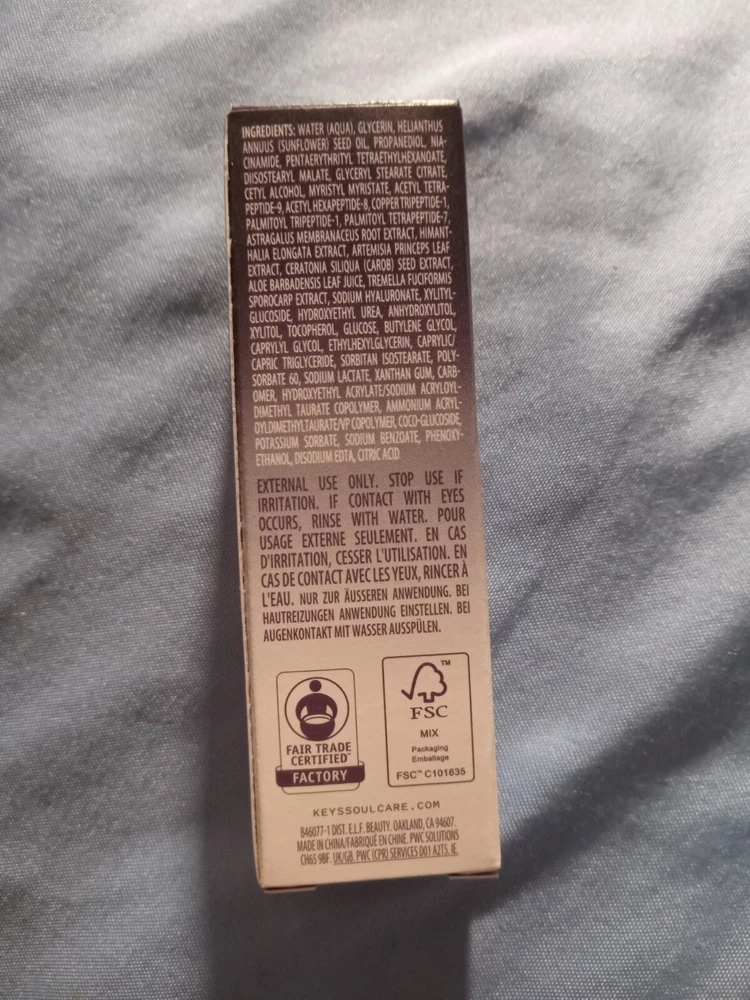 INGREDIENTS: WATER (AQUA), GLYCERIN, HELIANTHUS
ANNUUS (SUNFLOWER) SEED OIL, PROPANEDIOL, NIA-
CINAMIDE, PENTAERYTHRITYL TETRAETHYLHEXANOATE,
DIISOSTEARYL MALATE, GLYCERYL STEARATE CITRATE,
CETYL ALCOHOL, MYRISTYL MYRISTATE, ACETYL TETRA-
PEPTIDE-9, ACETYL HEXAPEPTIDE-8, COPPER TRIPEPTIDE-1,
PALMITOYL TRIPEPTIDE-1, PALMITOYL TETRAPEPTIDE-7,
ASTRAGALUS MEMBRANACEUS ROOT EXTRACT, HIMANT-
HALIA ELONGATA EXTRACT, ARTEMISIA PRINCEPS LEAF
EXTRACT, CERATONIA SILIQUA (CAROB) SEED EXTRACT,
ALOE BARBADENSIS LEAF JUICE, TREMELLA FUCIFORMIS
SPOROCARP EXTRACT, SODIUM HYALURONATE, XYLITYL-
GLUCOSIDE, HYDROXYETHYL UREA, ANHYDROXYLITOL,
XYLITOL, TOCOPHEROL, GLUCOSE, BUTYLENE GLYCOL,
CAPRYLYL GLYCOL, ETHYLHEXYLGLYCERIN, CAPRYLIC/
CAPRIC TRIGLYCERIDE, SORBITAN ISOSTEARATE, POLY-
SORBATE 60, SODIUM LACTATE, XANTHAN GUM, CARB-
OMER, HYDROXYETHYL ACRYLATE/SODIUM ACRYLOYL-
DIMETHYL TAURATE COPOLYMER, AMMONIUM ACRYL-
OYLDIMETHYLTAURATE/VP COPOLYMER, COCO-GLUCOSIDE,
POTASSIUM SORBATE, SODIUM BENZOATE, PHENOXY-
ETHANOL, DISODIUM EDTA, CITRIC ACID
EXTERNAL USE ONLY. STOP USE IF
IRRITATION. IF CONTACT WITH EYES
OCCURS, RINSE WITH WATER. POUR
USAGE EXTERNE SEULEMENT. EN CAS
D'IRRITATION, CESSER L'UTILISATION. EN
CAS DE CONTACT AVEC LES YEUX, RINCER À
L'EAU. NUR ZUR ÄUSSEREN ANWENDUNG. BEI
HAUTREIZUNGEN ANWENDUNG EINSTELLEN. BEI
AUGENKONTAKT MIT WASSER AUSSPÜLEN.
FAIR TRADE
CERTIFIED™
FACTORY
™
FSC
MIX
Packaging
Emballage
FSC™ C101635
KEYSSOULCARE.COM
B46077-1 DIST. E.L.F. BEAUTY. OAKLAND, CA 94607.
MADE IN CHINA/FABRIQUÉ EN CHINE. PWC SOLUTIONS
CH65 9BF. UK/GB. PWC (CPR) SERVICES D01 A2T5. IE.